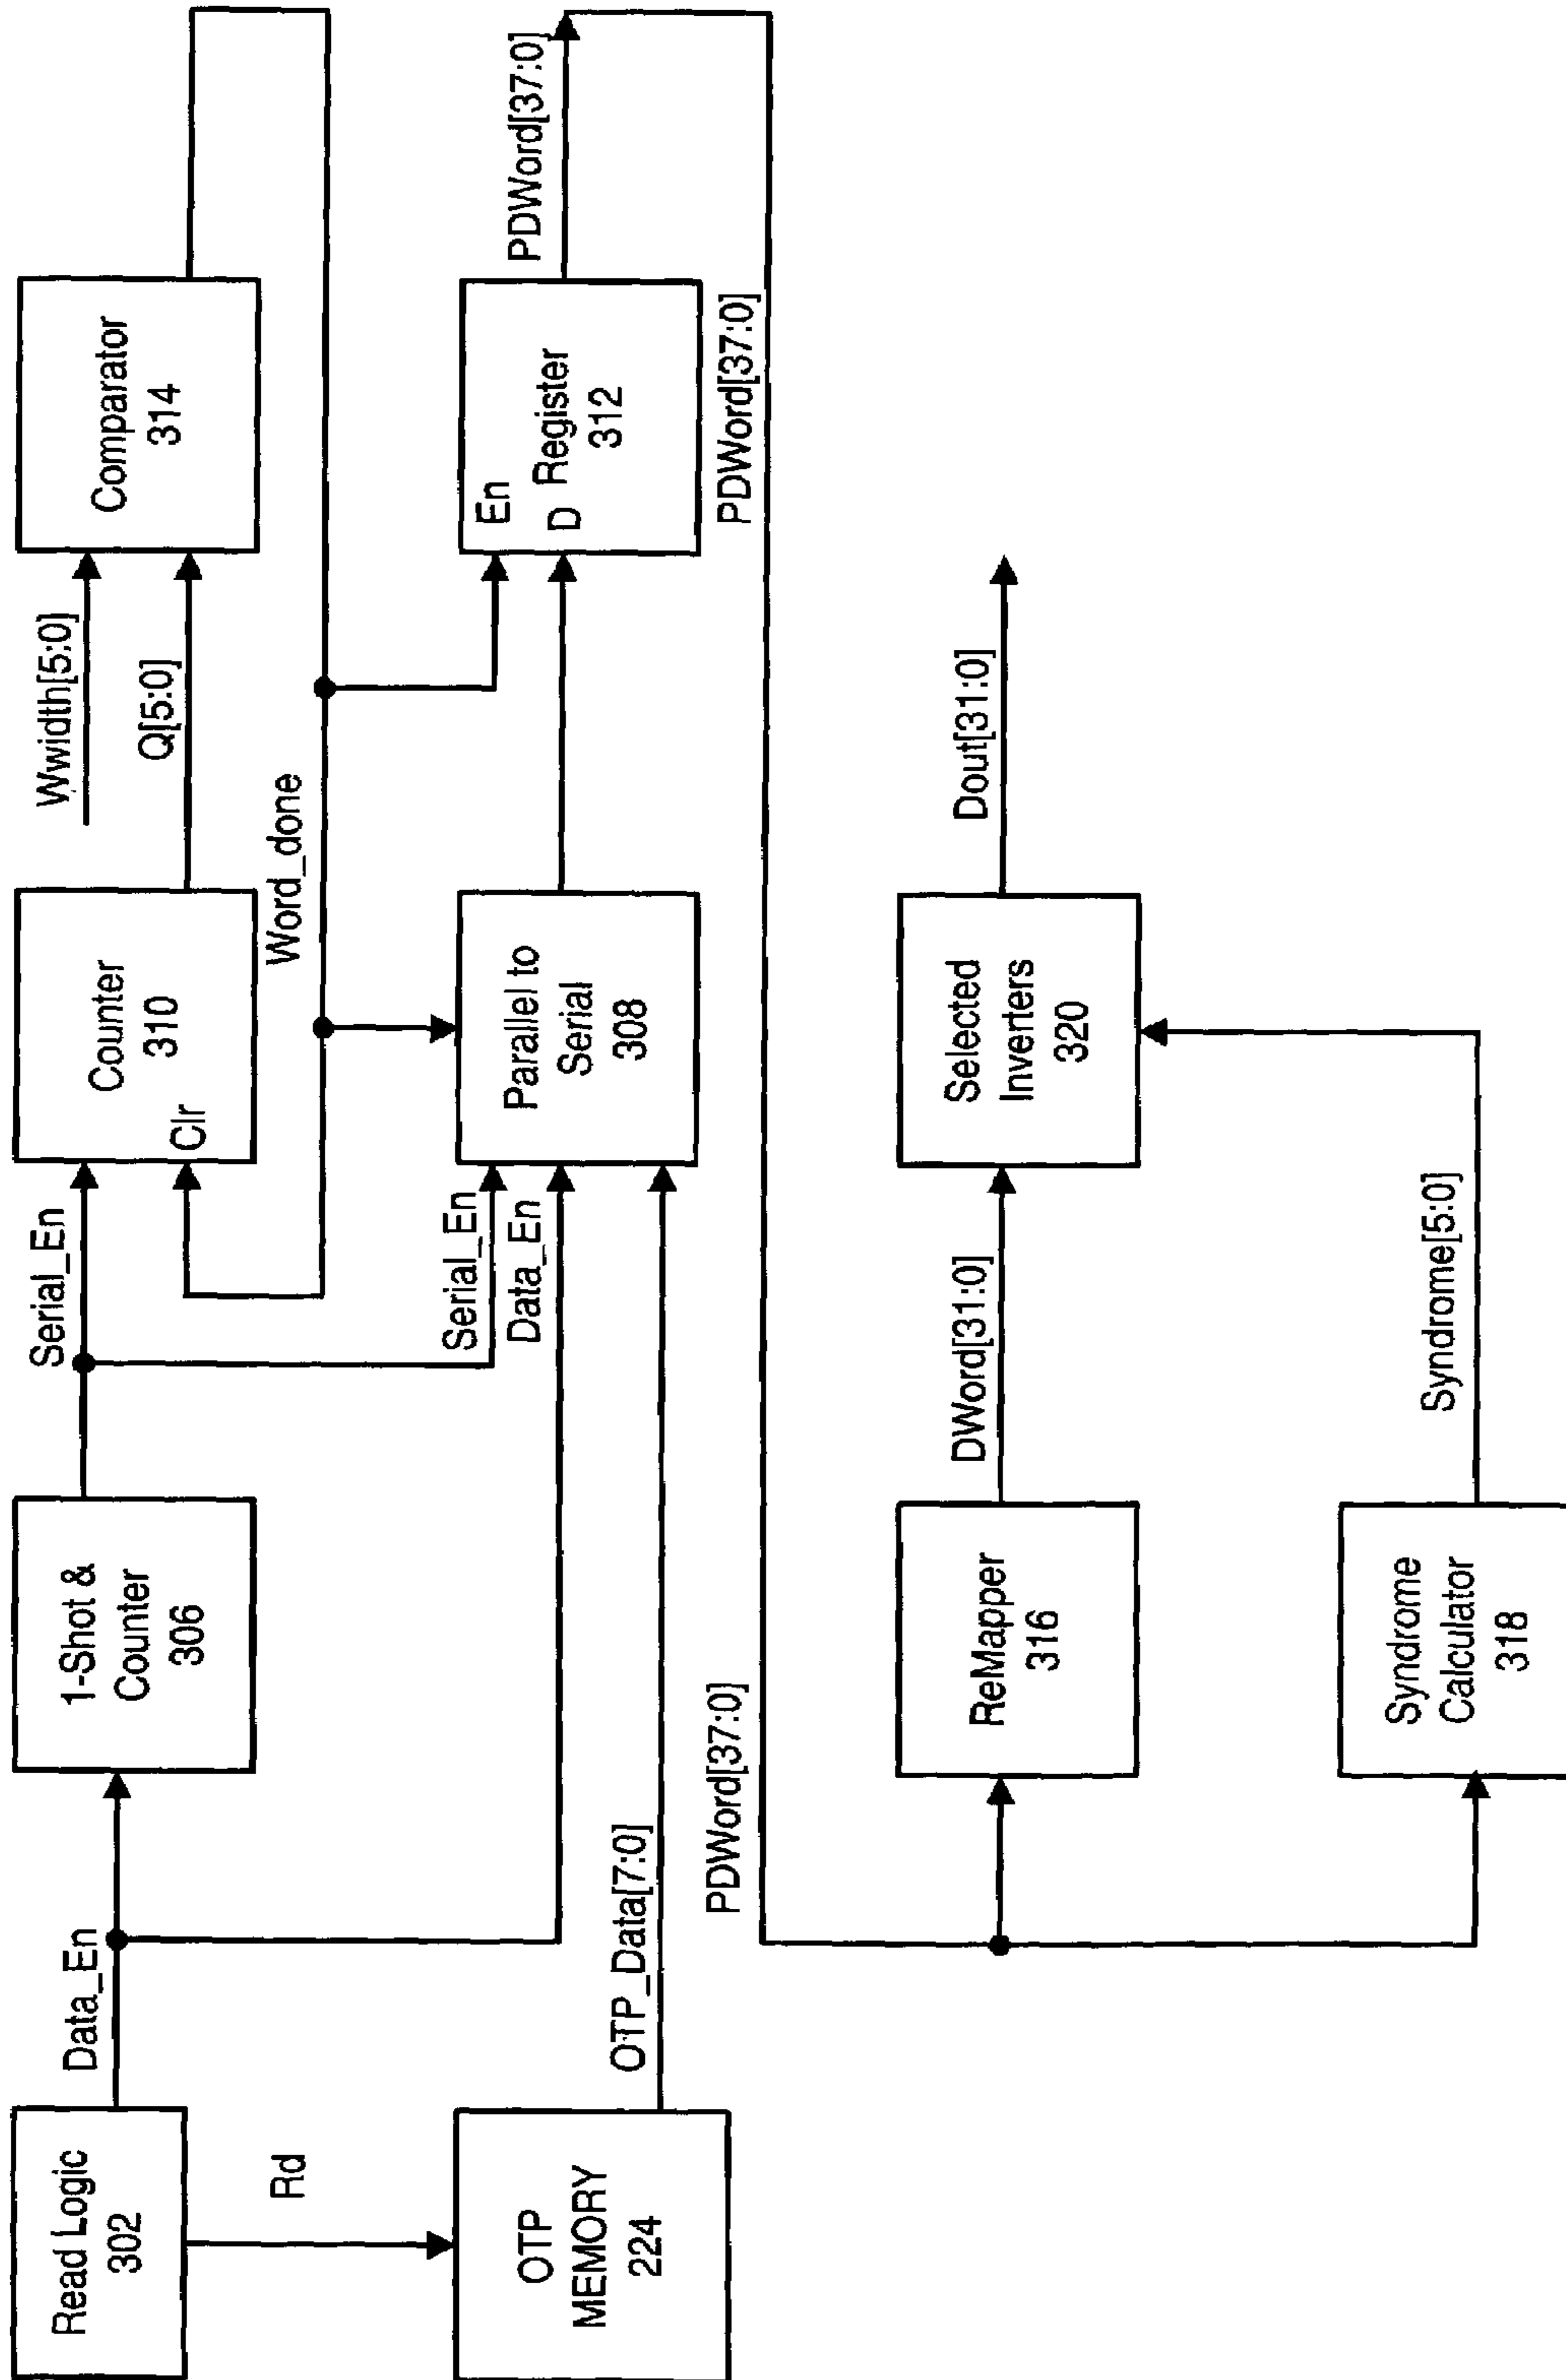 Read Logic
302
Data_En
Rd
OTP
MEMORY
224
OTP_Data[7:0]
1-Shot &
Counter
306
Serial_En
Serial_En
Data_En
Counter
310
Clr
Q[5:0]
Wwidth[5:0]
Comparator
314
Word_done
Parallel to
Serial
308
En
D Register
312
PDWord[37:0]
PDWord[37:0]
PDWord[37:0]
ReMapper
316
DWord[31:0]
Syndrome
Calculator
318
Syndrome[5:0]
Selected
Inverters
320
Dout[31:0]